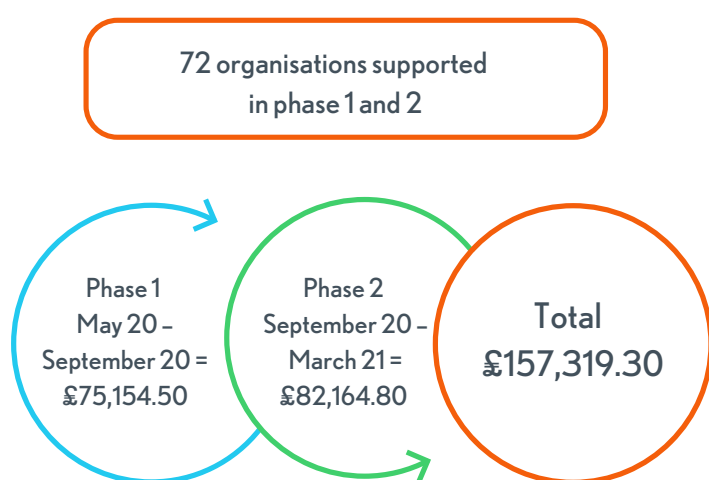 72 organisations supported
in phase 1 and 2
Phase 1
May 20 –
September 20 =
£75,154.50
Phase 2
September 20 –
March 21 =
£82,164.80
Total
£157,319.30